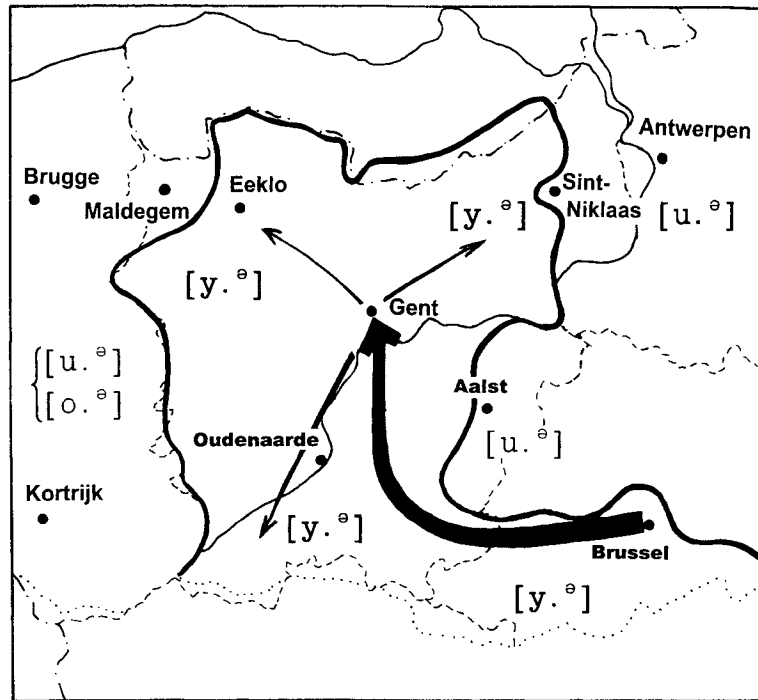 Antwerpen
Brugge
Maldegem
Eeklo
Sint-
Niklaas
[y.ᵊ]
[u.ᵊ]
[y.ᵊ]
Gent
[u.ᵊ]
[o.ᵊ]
Aalst
[u.ᵊ]
Oudenaarde
Kortrijk
[y.ᵊ]
Brussel
[y.ᵊ]